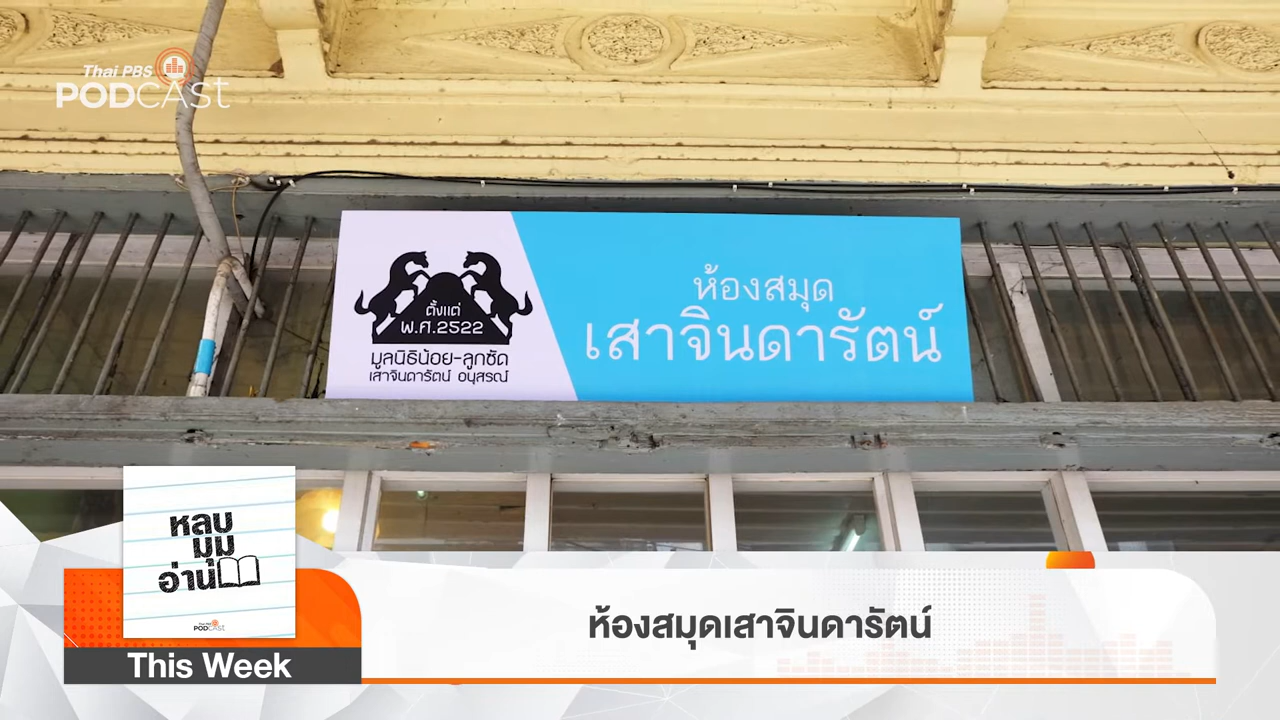 Thai PBS
PODCAST
ห้องสมุด
เสาจินดารัตน์
ตั้งแต่
พ.ศ.2522
มูลนิธิน้อย-ลูกชัด
เสาจินดารัตน์ อนุสรณ์
หลบ
มุม
อ่าน
Thai PBS
PODCAST
This Week
ห้องสมุดเสาจินดารัตน์